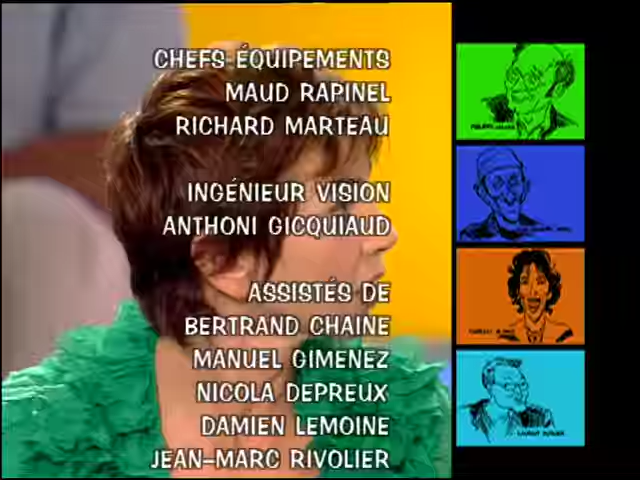 CHEFS ÉQUIPEMENTS
MAUD RAPINEL
RICHARD MARTEAU
INGÉNIEUR VISION
ANTHONI GICQUIAUD
ASSISTÉS DE
BERTRAND CHAINE
MANUEL GIMENEZ
NICOLA DEPREUX
DAMIEN LEMOINE
JEAN-MARC RIVOLIER